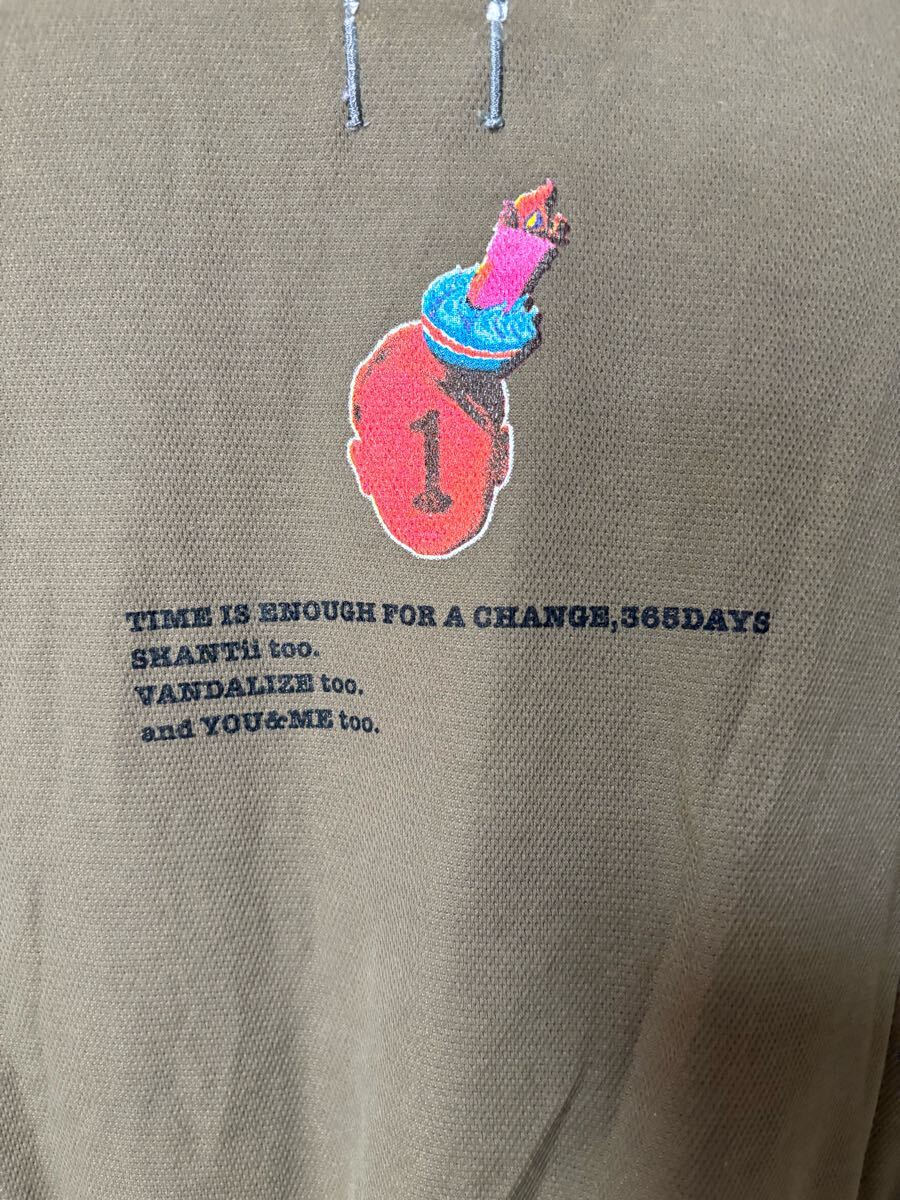 1
TIME IS ENOUGH FOR A CHANGE,365DAYS
SHANTii too.
VANDALIZE too.
and YOU&ME too.